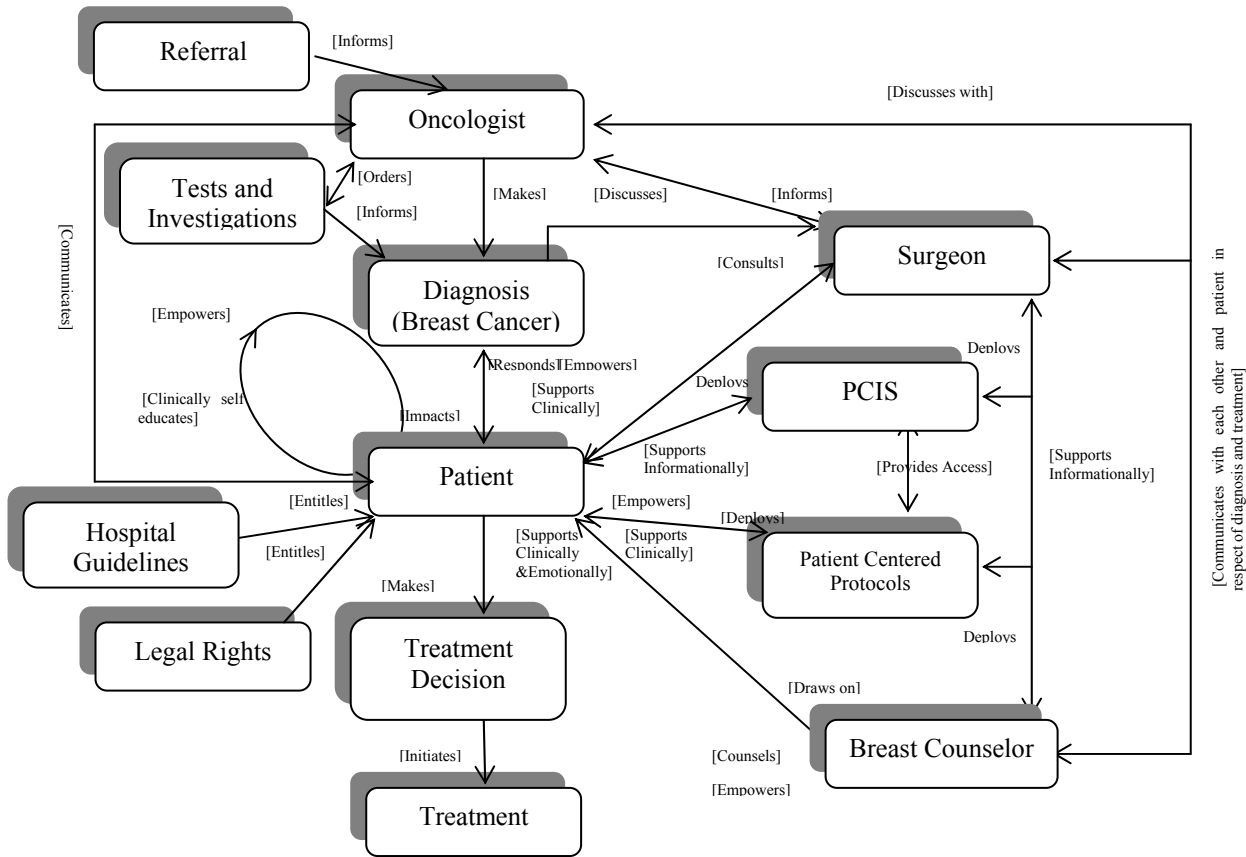 Referral
[Informs]
[Discusses with]
Oncologist
Tests and
Investigations
[Orders]
[Makes]
[Discusses]
[Informs]
[Informs]
[Communicates]
[Consults]
Surgeon
Diagnosis
(Breast Cancer)
[Empowers]
[Responds]
[Empowers]
[Supports
Clinically]
Deploys
Deploys
PCIS
[Clinically self
educates]
[Impacts]
[Supports
Informationally]
[Provides Access]
[Supports
Informationally]
[Communicates with each other and patient in
respect of diagnosis and treatment]
Patient
[Entitles]
[Empowers]
[Deploys]
Hospital
Guidelines
[Entitles]
[Supports
Clinically
&Emotionally]
[Supports
Clinically]
Patient Centered
Protocols
[Makes]
Deploys
Legal Rights
Treatment
Decision
[Draws on]
Breast Counselor
[Initiates]
[Counsels]
[Empowers]
Treatment